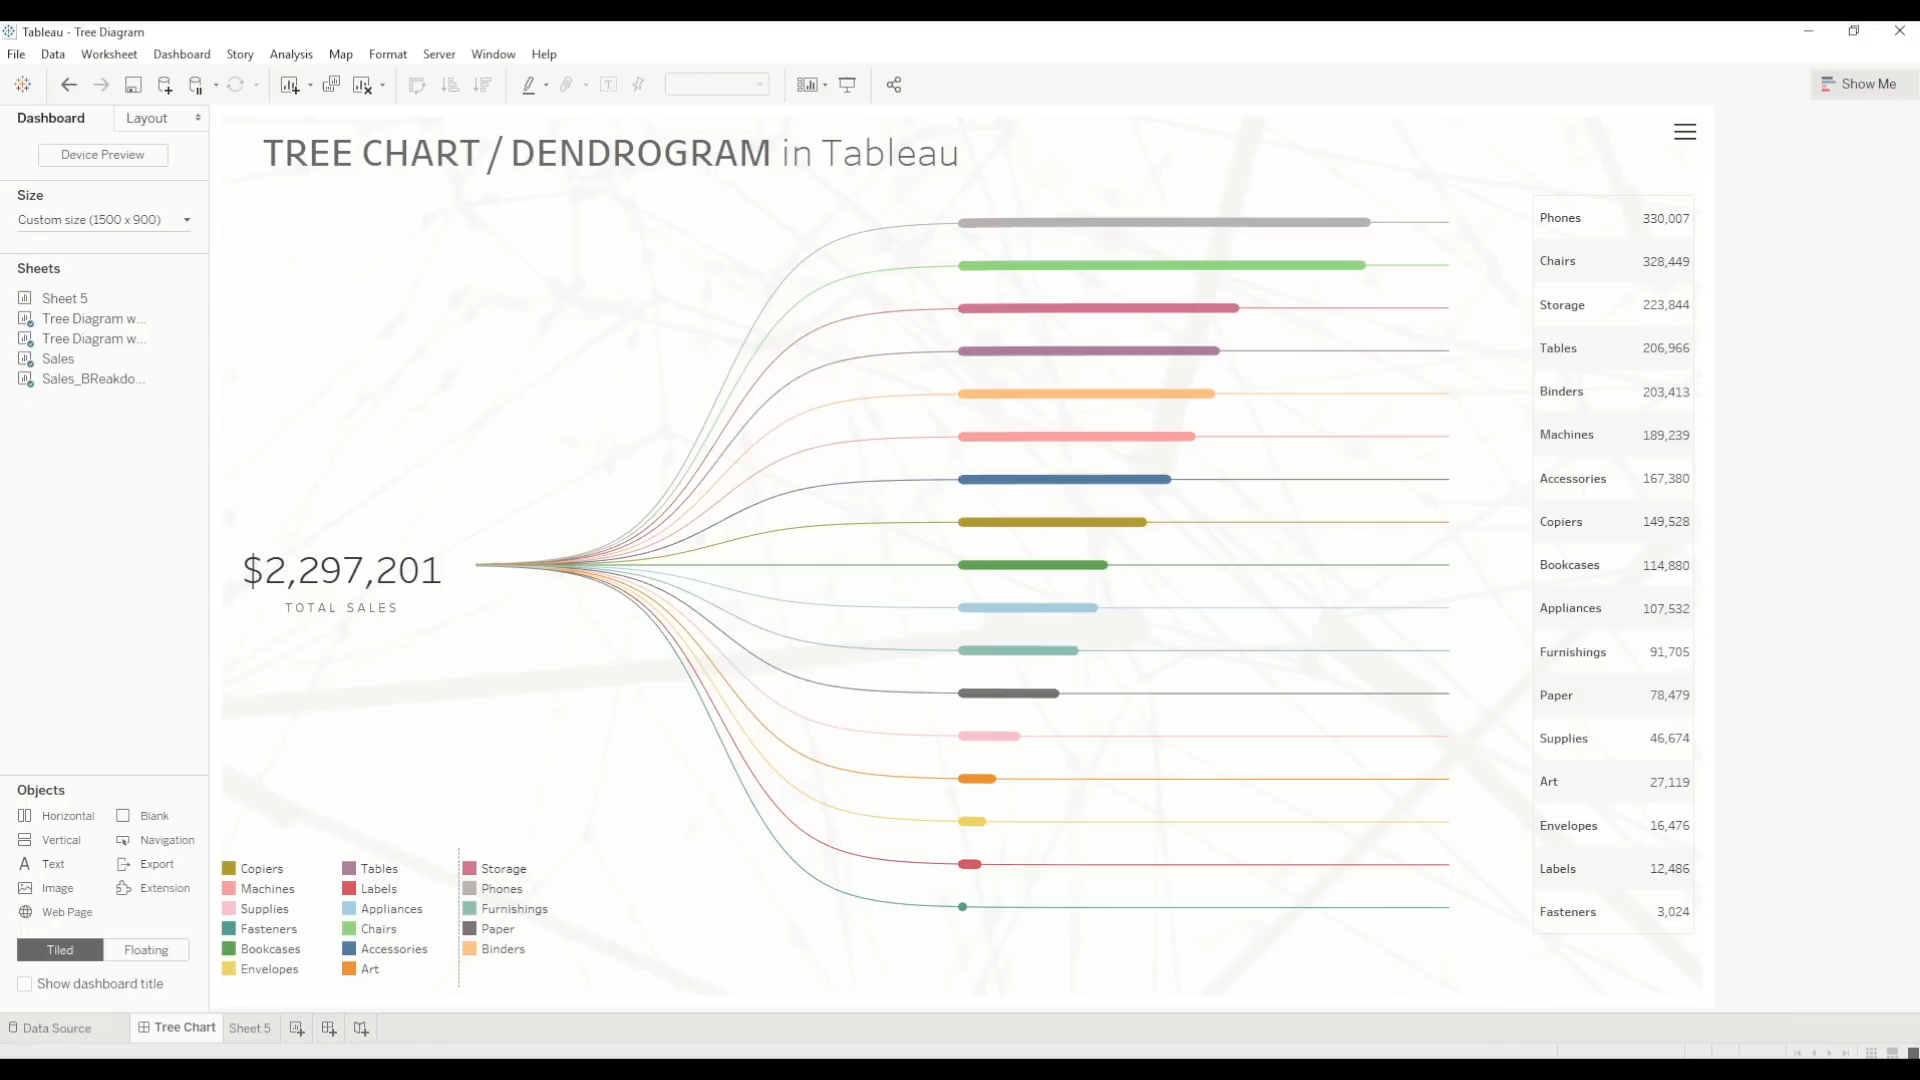 Tableau - Tree Diagram
File Data Worksheet Dashboard Story Analysis Map Format Server Window Help
Show Me
Dashboard Layout
Device Preview
Size
Custom size (1500 x 900)
Sheets
Sheet 5
Tree Diagram w...
Tree Diagram w...
Sales
Sales_BReakdo...
Objects
Horizontal Blank
Vertical Navigation
A Text Export
Image Extension
Web Page
Tiled Floating
Show dashboard title
TREE CHART / DENDROGRAM in Tableau
$2,297,201
TOTAL SALES
Phones 330,007
Chairs 328,449
Storage 223,844
Tables 206,966
Binders 203,413
Machines 189,239
Accessories 167,380
Copiers 149,528
Bookcases 114,880
Appliances 107,532
Furnishings 91,705
Paper 78,479
Supplies 46,674
Art 27,119
Envelopes 16,476
Labels 12,486
Fasteners 3,024
Copiers Tables Storage
Machines Labels Phones
Supplies Appliances Furnishings
Fasteners Chairs Paper
Bookcases Accessories Binders
Envelopes Art
Data Source Tree Chart Sheet 5